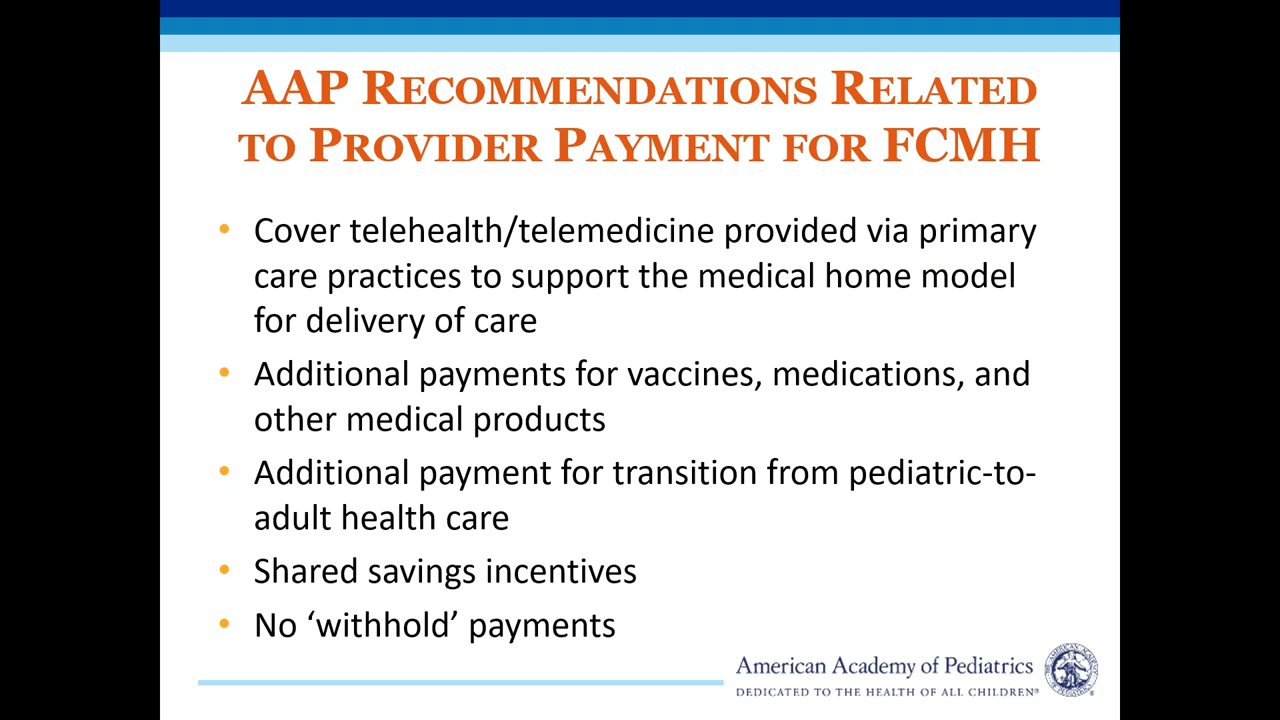 AAP RECOMMENDATIONS RELATED
TO PROVIDER PAYMENT FOR FCMH
• Cover telehealth/telemedicine provided via primary
care practices to support the medical home model
for delivery of care
• Additional payments for vaccines, medications, and
other medical products
• Additional payment for transition from pediatric-to-
adult health care
• Shared savings incentives
• No ‘withhold’ payments
American Academy of Pediatrics
DEDICATED TO THE HEALTH OF ALL CHILDREN®